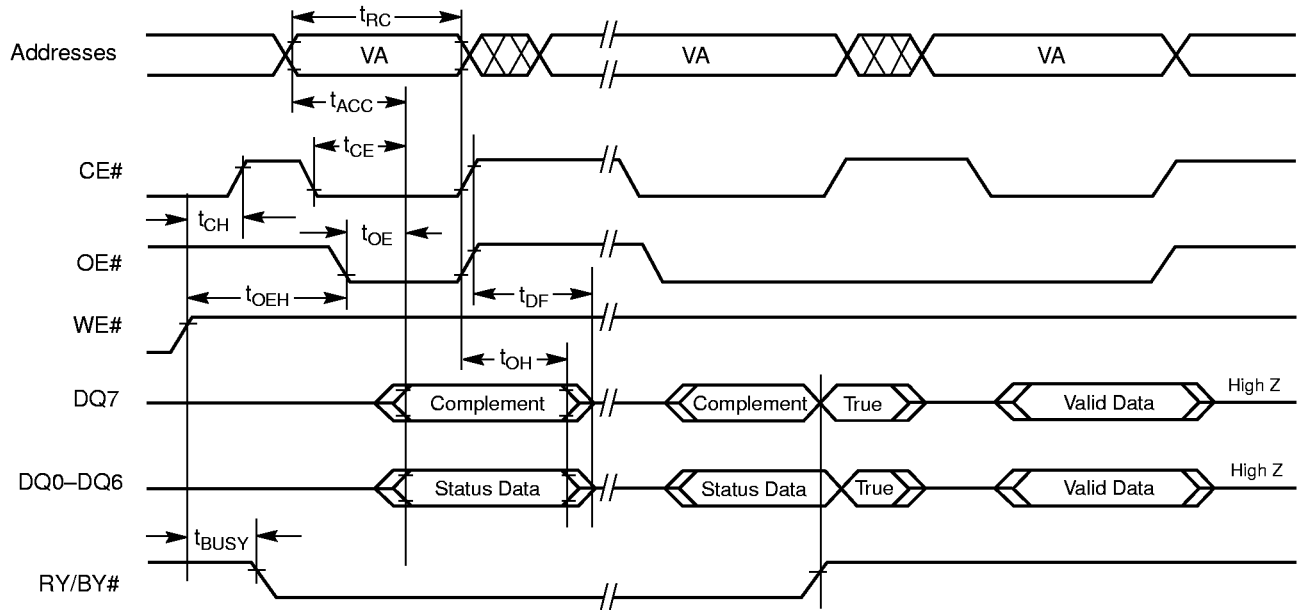 tRC
Addresses VA VA VA
tACC
tCE
CE#
tCH tOE
OE#
tOEH tDF
WE#
tOH
DQ7 Complement Complement True Valid Data High Z
DQ0–DQ6 Status Data Status Data True Valid Data High Z
tBUSY
RY/BY#